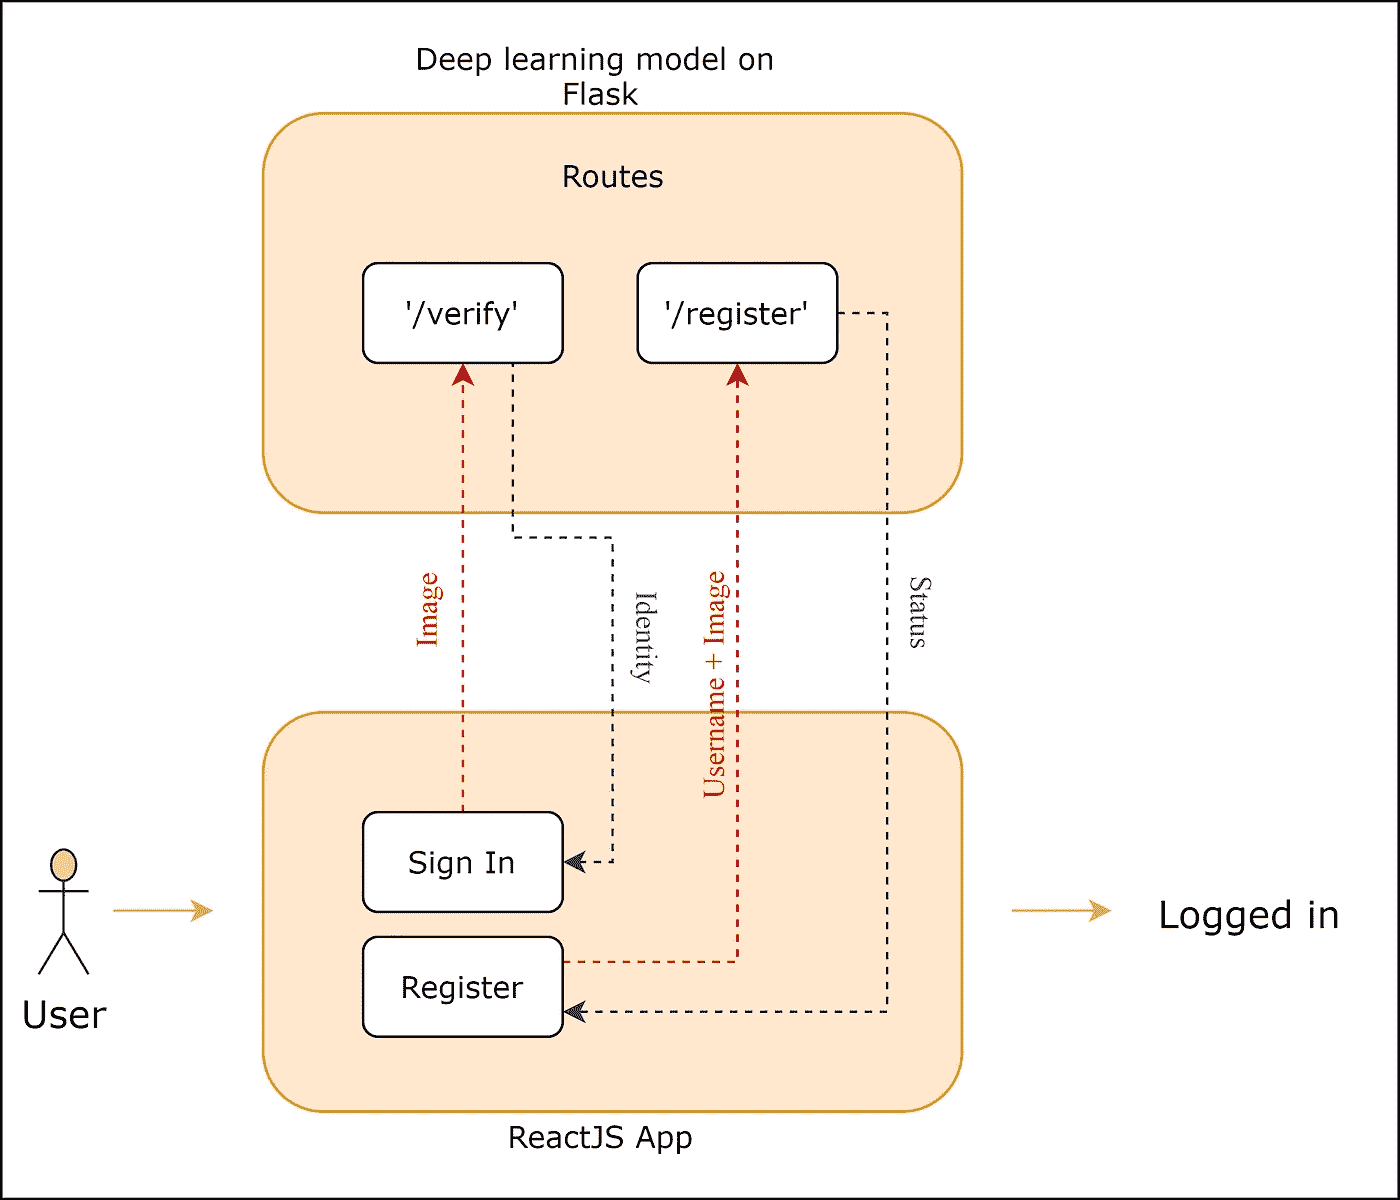 Deep learning model on
Flask
Routes
'/verify'
'/register'
Image
Identity
Username + Image
Status
Sign In
Register
User
Logged in
ReactJS App